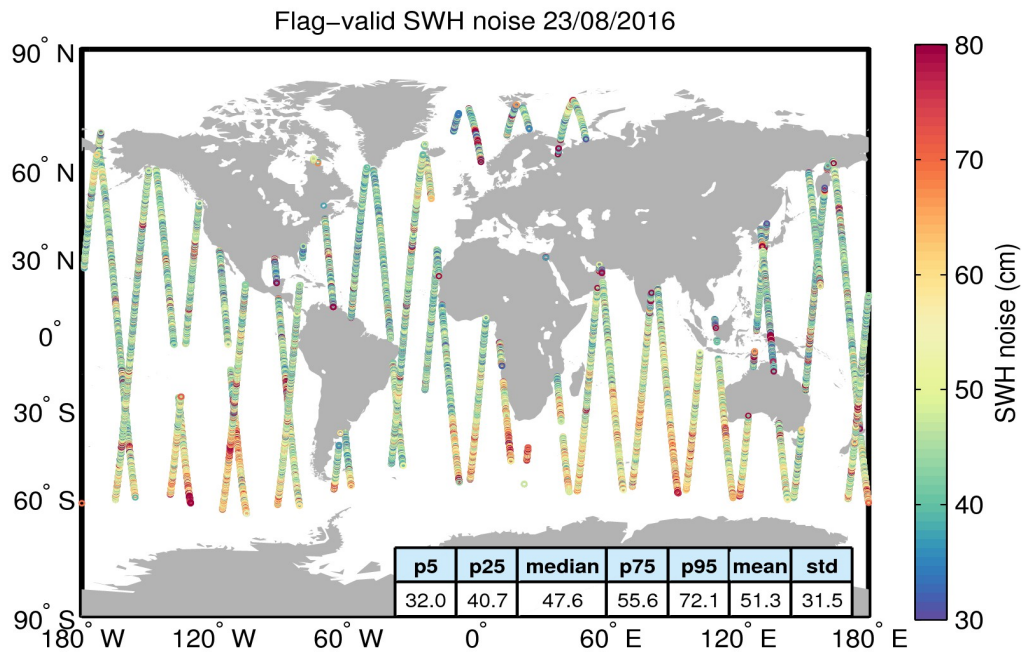 Flag−valid SWH noise 23/08/2016
90° N
60° N
30° N
0°
30° S
60° S
90° S
180° W
120° W
60° W
0°
60° E
120° E
180° E
p5 p25 median p75 p95 mean std
32.0 40.7 47.6 55.6 72.1 51.3 31.5
80
70
60
50
40
30
SWH noise (cm)